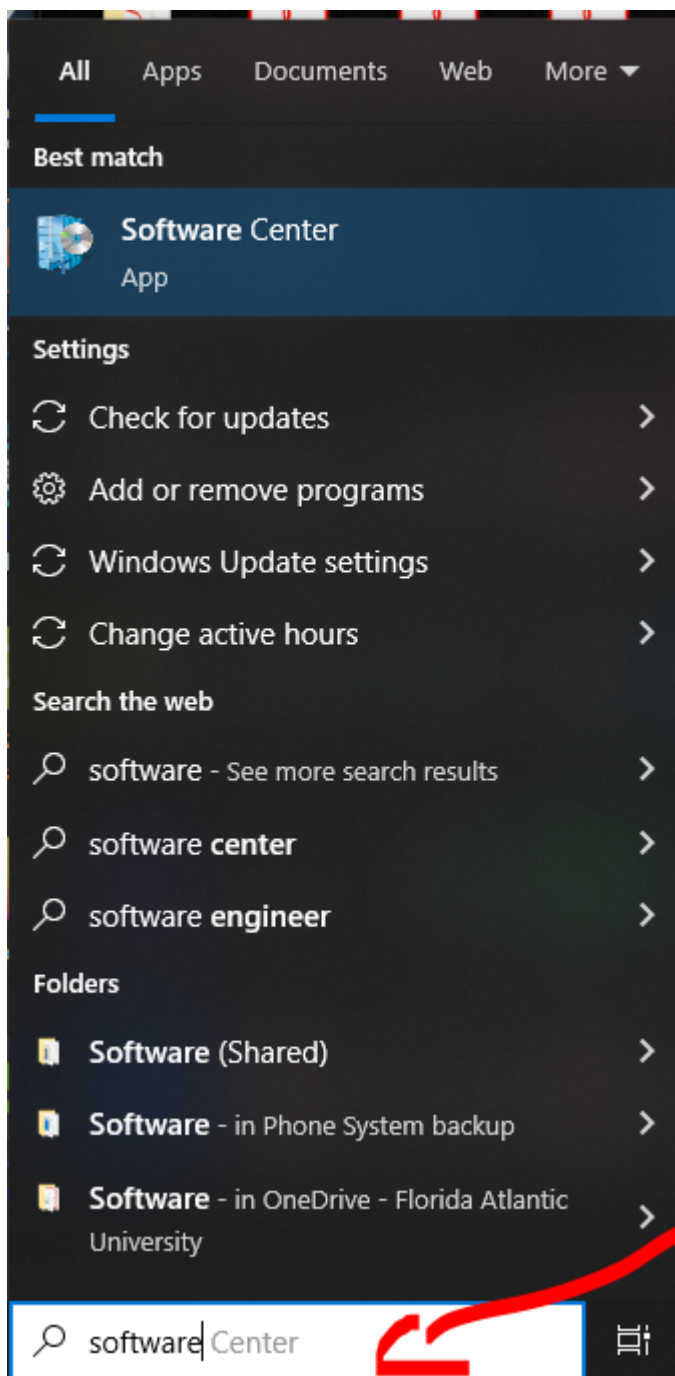 All Apps Documents Web More
Best match
Software Center
App
Settings
Check for updates
Add or remove programs
Windows Update settings
Change active hours
Search the web
software - See more search results
software center
software engineer
Folders
Software (Shared)
Software - in Phone System backup
Software - in OneDrive - Florida Atlantic
University
software Center